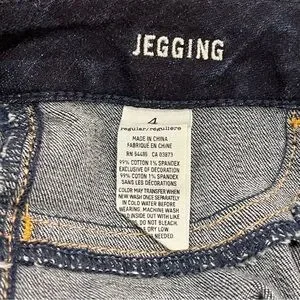 JEGGING
4
regular/régulière
MADE IN CHINA
FABRIQUÉ EN CHINE
RN 54485 CA 03873
99% COTTON 1% SPANDEX
EXCLUSIVE OF DECORATION
99% COTON 1% SPANDEX
SANS LES DÉCORATIONS
COLOR MAY TRANSFER WHEN
NEW WASH ONCE SEPARATELY
IN COLD WATER BEFORE
WEARING. MACHINE WASH
INSIDE OUT WITH LIKE
DO NOT BLEACH.
DRY LOW
NEEDED.